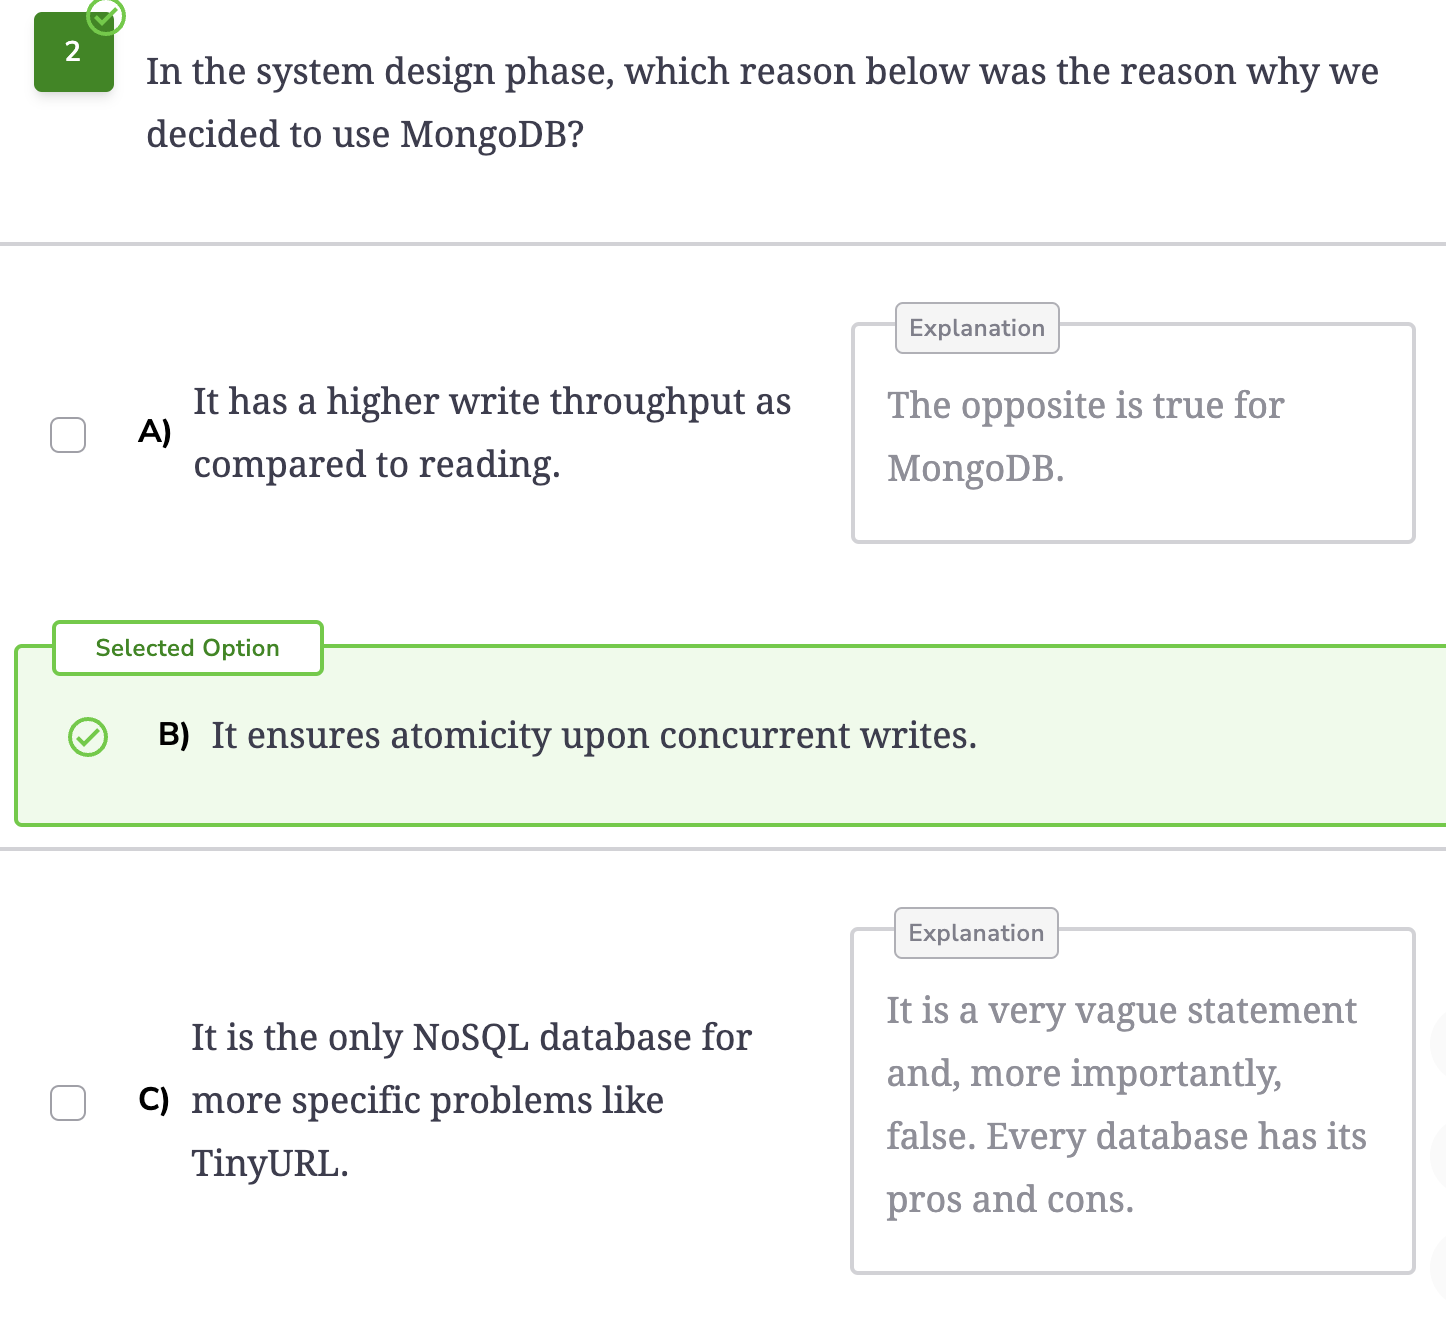 2
In the system design phase, which reason below was the reason why we
decided to use MongoDB?
A)
It has a higher write throughput as
compared to reading.
Explanation
The opposite is true for
MongoDB.
Selected Option
B) It ensures atomicity upon concurrent writes.
C)
It is the only NoSQL database for
more specific problems like
TinyURL.
Explanation
It is a very vague statement
and, more importantly,
false. Every database has its
pros and cons.